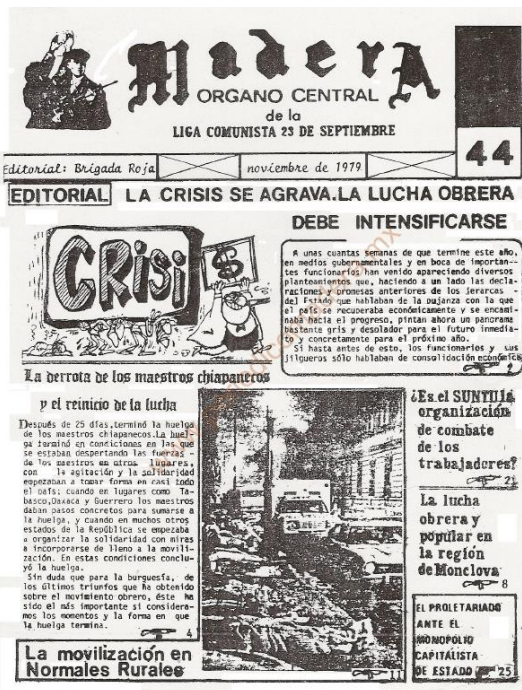 Madera
ORGANO CENTRAL
de la
LIGA COMUNISTA 23 DE SEPTIEMBRE
44
Editorial: Brigada Roja
noviembre de 1979
EDITORIAL LA CRISIS SE AGRAVA.LA LUCHA OBRERA
DEBE INTENSIFICARSE
CRiSi
$
A unas cuantas semanas de que termine este año,
en medios gubernamentales y en boca de importan--
tes funcionarios han venido apareciendo diversos
planteamientos que, haciendo a un lado las decla-
raciones y promesas anteriores de los jerarcas
del Estado que hablaban de la pujanza con la que
el país se recuperaba económicamente y se encami-
naba hacia el progreso, pintan ahora un panorama
bastante gris y desolador para el futuro inmedia-
y concretamente para el próximo año.
Si hasta antes de esto, los funcionarios y sus
jilgueros sólo hablaban de consolidación económica
2
La derrota de los maestros chiapanecos
y el reinicio de la lucha
Después de 25 días,terminó la huelga
de los maestros chiapanecos.La huel
ga terminó en condiciones en las que
se estaban despertando las fuerzas
de los maestros en otros lugares,
con la agitación y la solidaridad
empezaban a tomar forma en casi todo
el país; cuando en lugares como Ta-
basco,Oaxaca y Guerrero los maestros
daban pasos concretos para sumarse a
la huelga, y cuando en muchos otros
estados de la República se empezaba
a organizar la solidaridad con miras
a incorporarse de lleno a la movili-
zación. En estas condiciones conclu-
yó la huelga.
Sin duda que para la burguesía, de
los últimos triunfos que ha obtenido
sobre el movimiento obrero, éste ha
sido el más importante si considera-
mos los momentos y la forma en que
la huelga termina.
4
La movilización en
Normales Rurales
11
¿Es el SUNTU la
organización
de combate
de los
trabajadores?
21
La lucha
obrera y
popular en
la región
de Monclova
8
EL PROLETARIADO
ANTE EL
MONOPOLIO
CAPITALISTA
DE ESTADO 25